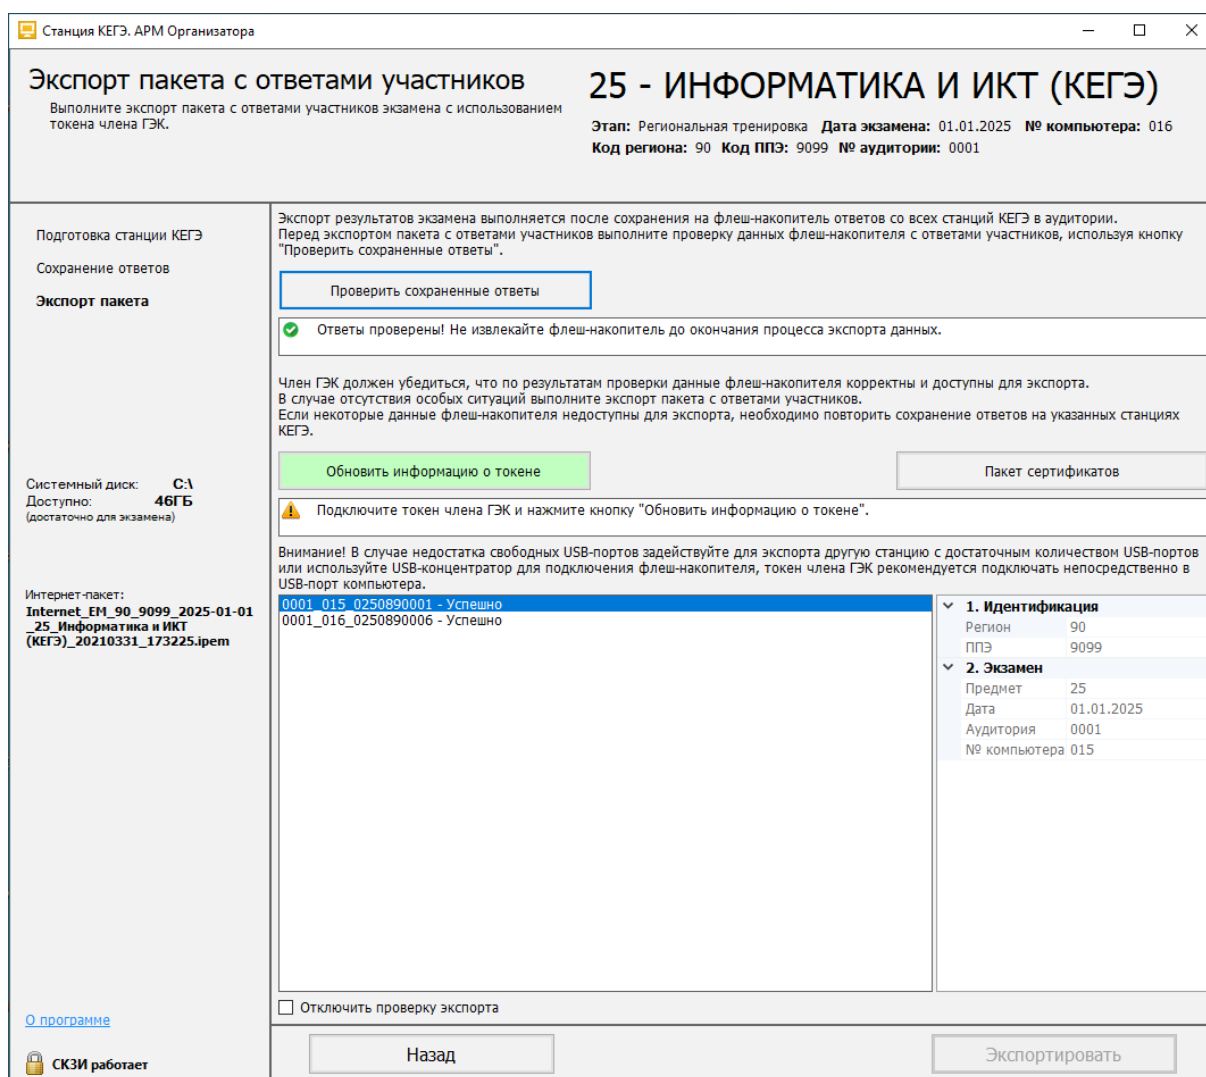 Станция КЕГЭ. АРМ Организатора
Экспорт пакета с ответами участников
Выполните экспорт пакета с ответами участников экзамена с использованием
токена члена ГЭК.
25 - ИНФОРМАТИКА И ИКТ (КЕГЭ)
Этап: Региональная тренировка Дата экзамена: 01.01.2025 № компьютера: 016
Код региона: 90 Код ППЭ: 9099 № аудитории: 0001
Подготовка станции КЕГЭ
Сохранение ответов
Экспорт пакета
Системный диск: C:\
Доступно: 46ГБ
(достаточно для экзамена)
Интернет-пакет:
Internet_EM_90_9099_2025-01-01
_25_Информатика и ИКТ
(КЕГЭ)_20210331_173225.ipem
О программе
СКЗИ работает
Экспорт результатов экзамена выполняется после сохранения на флеш-накопитель ответов со всех станций КЕГЭ в аудитории.
Перед экспортом пакета с ответами участников выполните проверку данных флеш-накопителя с ответами участников, используя кнопку
"Проверить сохраненные ответы".
Проверить сохраненные ответы
Ответы проверены! Не извлекайте флеш-накопитель до окончания процесса экспорта данных.
Член ГЭК должен убедиться, что по результатам проверки данные флеш-накопителя корректны и доступны для экспорта.
В случае отсутствия особых ситуаций выполните экспорт пакета с ответами участников.
Если некоторые данные флеш-накопителя недоступны для экспорта, необходимо повторить сохранение ответов на указанных станциях
КЕГЭ.
Обновить информацию о токене
Пакет сертификатов
Подключите токен члена ГЭК и нажмите кнопку "Обновить информацию о токене".
Внимание! В случае недостатка свободных USB-портов задействуйте для экспорта другую станцию с достаточным количеством USB-портов
или используйте USB-концентратор для подключения флеш-накопителя, токен члена ГЭК рекомендуется подключать непосредственно в
USB-порт компьютера.
0001_015_0250890001 - Успешно
0001_016_0250890006 - Успешно
1. Идентификация
Регион 90
ППЭ 9099
2. Экзамен
Предмет 25
Дата 01.01.2025
Аудитория 0001
№ компьютера 015
Отключить проверку экспорта
Назад
Экспортировать